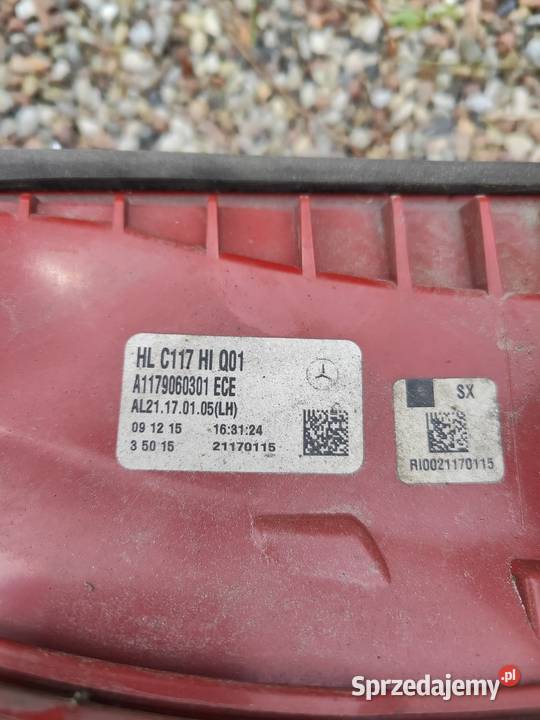 HL C117 HI Q01
A1179060301 ECE
AL21.17.01.05(LH)
09 12 15 16:31:24
3 50 15 21170115
SX
RI0021170115
Sprzedajemy.pl